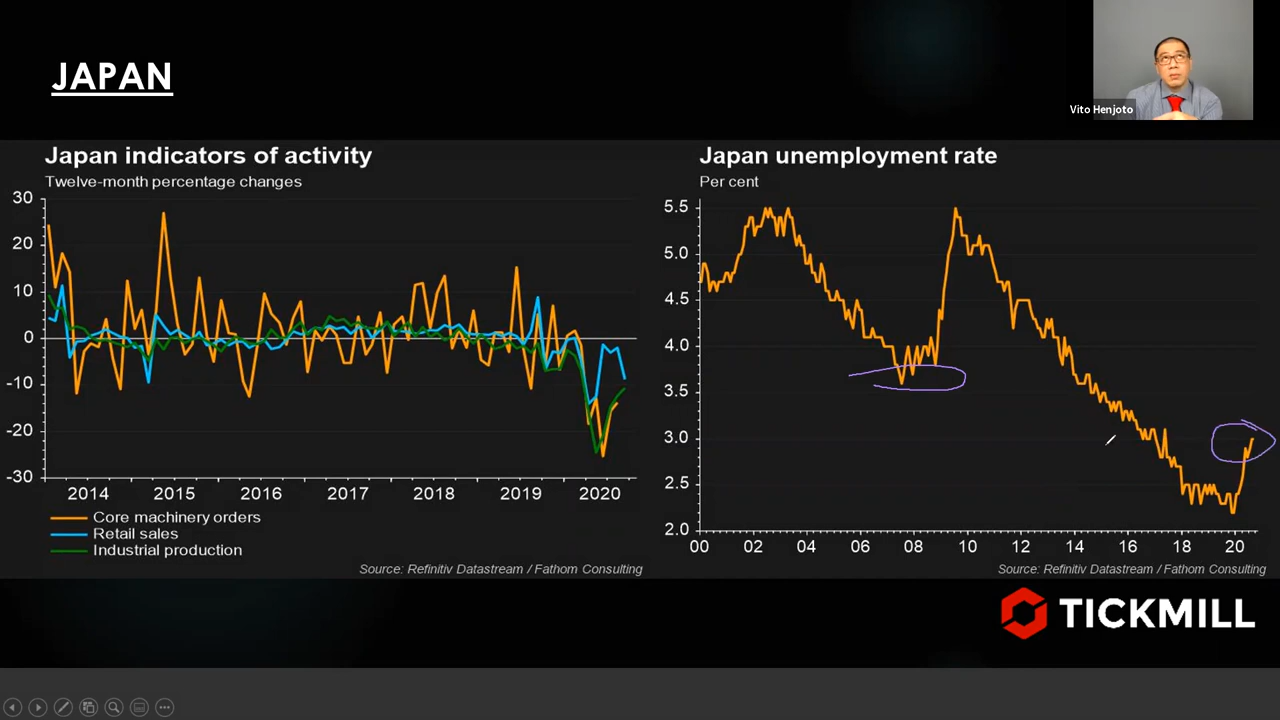 JAPAN
Vito Henjoto
Japan indicators of activity
Twelve-month percentage changes
30
20
10
0
-10
-20
-30
2014 2015 2016 2017 2018 2019 2020
Core machinery orders
Retail sales
Industrial production
Source: Refinitiv Datastream / Fathom Consulting
Japan unemployment rate
Per cent
5.5
5.0
4.5
4.0
3.5
3.0
2.5
2.0
00 02 04 06 08 10 12 14 16 18 20
Source: Refinitiv Datastream / Fathom Consulting
TICKMILL